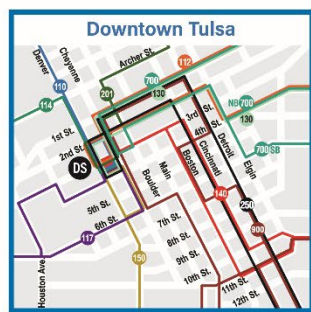 Downtown Tulsa
Denver
Cheyenne
Archer St.
112
110
700
114
201
130
NB 700
130
1st St.
3rd St.
4th St.
2nd St.
700 SB
DS
Main
Boston
Cincinnati
Detroit
Elgin
Boulder
5th St.
6th St.
140
250
7th St.
117
8th St.
900
150
9th St.
10th St.
Houston Ave.
11th St.
12th St.